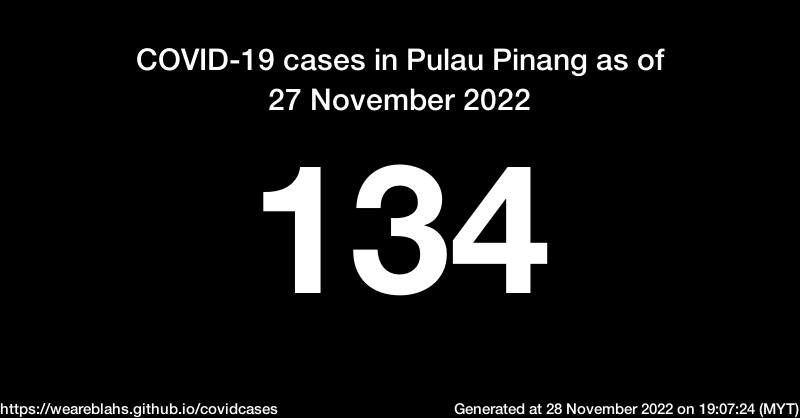 COVID-19 cases in Pulau Pinang as of
27 November 2022
134
https://weareblahs.github.io/covidcases
Generated at 28 November 2022 on 19:07:24 (MYT)